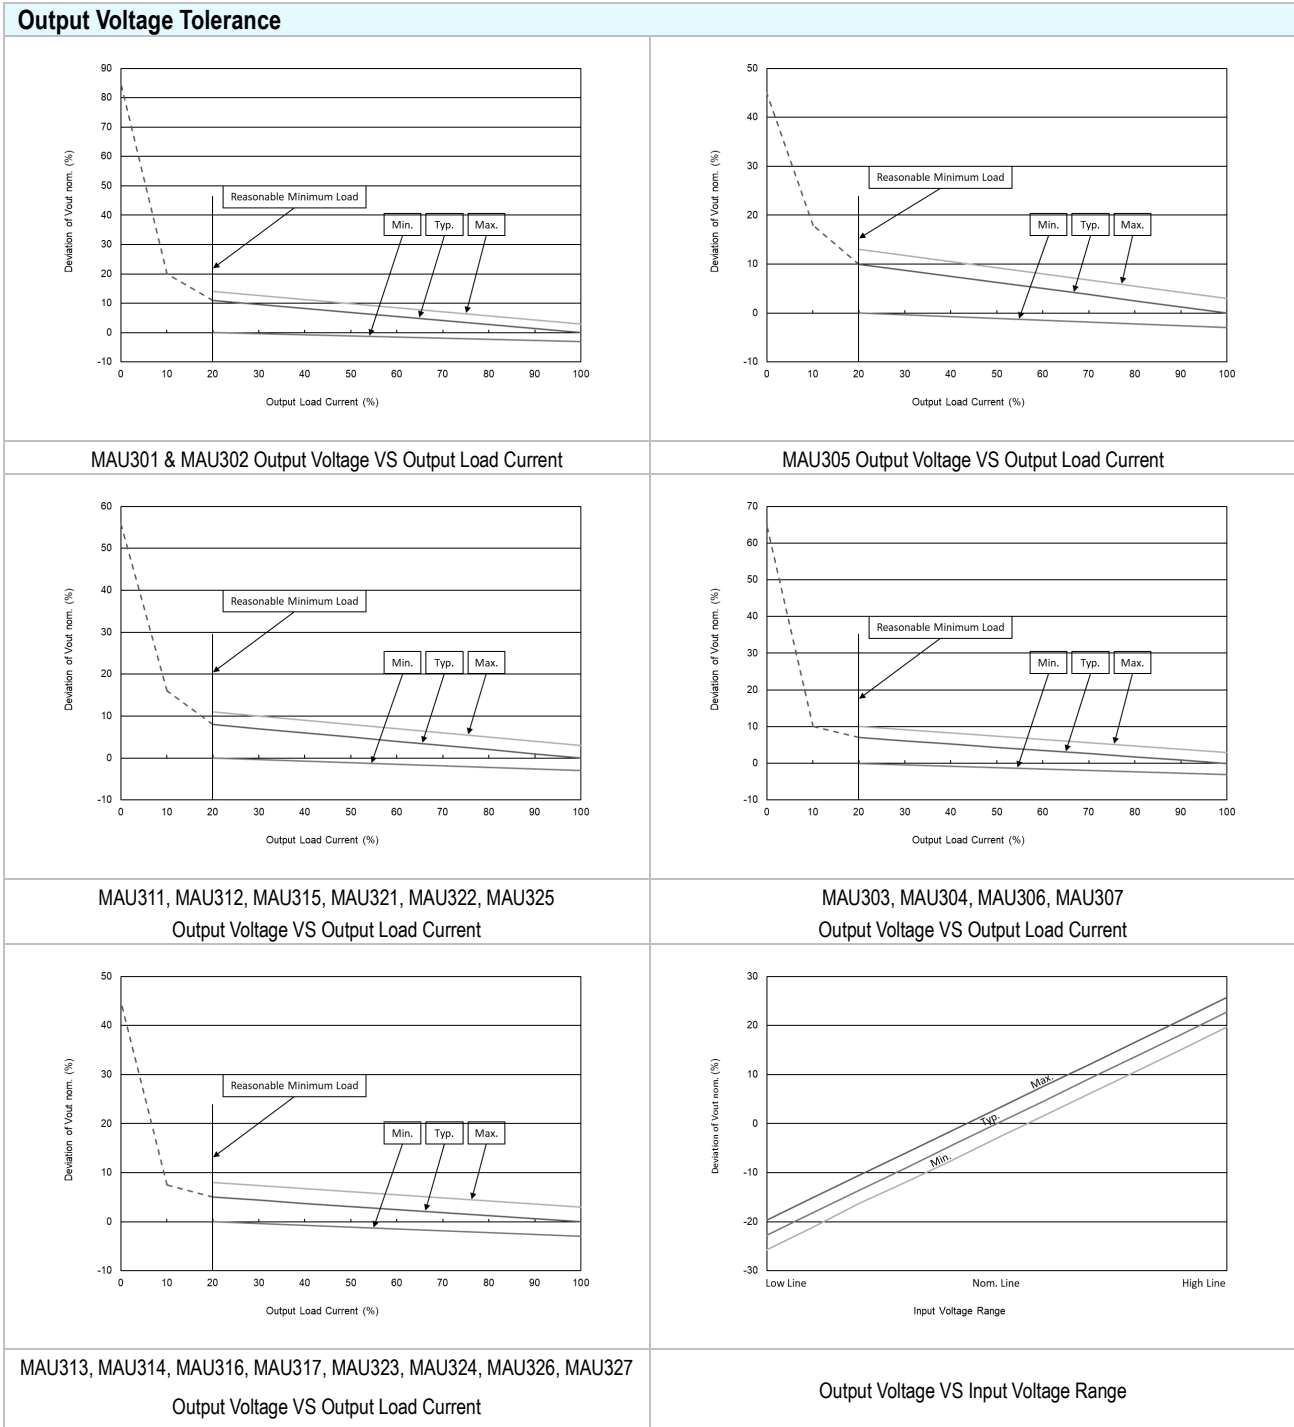 Output Voltage Tolerance
90
80
70
60
50
40
30
20
10
0
-10
Deviation of Vout nom. (%)
Reasonable Minimum Load
Min. Typ. Max.
0 10 20 30 40 50 60 70 80 90 100
Output Load Current (%)
MAU301 & MAU302 Output Voltage VS Output Load Current
50
40
30
20
10
0
-10
Deviation of Vout nom. (%)
Reasonable Minimum Load
Min. Typ. Max.
0 10 20 30 40 50 60 70 80 90 100
Output Load Current (%)
MAU305 Output Voltage VS Output Load Current
60
50
40
30
20
10
0
-10
Deviation of Vout nom. (%)
Reasonable Minimum Load
Min. Typ. Max.
0 10 20 30 40 50 60 70 80 90 100
Output Load Current (%)
MAU311, MAU312, MAU315, MAU321, MAU322, MAU325
Output Voltage VS Output Load Current
70
60
50
40
30
20
10
0
-10
Deviation of Vout nom. (%)
Reasonable Minimum Load
Min. Typ. Max.
0 10 20 30 40 50 60 70 80 90 100
Output Load Current (%)
MAU303, MAU304, MAU306, MAU307
Output Voltage VS Output Load Current
50
40
30
20
10
0
-10
Deviation of Vout nom. (%)
Reasonable Minimum Load
Min. Typ. Max.
0 10 20 30 40 50 60 70 80 90 100
Output Load Current (%)
MAU313, MAU314, MAU316, MAU317, MAU323, MAU324, MAU326, MAU327
Output Voltage VS Output Load Current
30
20
10
0
-10
-20
-30
Deviation of Vout nom. (%)
Max.
Typ.
Min.
Low Line Nom. Line High Line
Input Voltage Range
Output Voltage VS Input Voltage Range